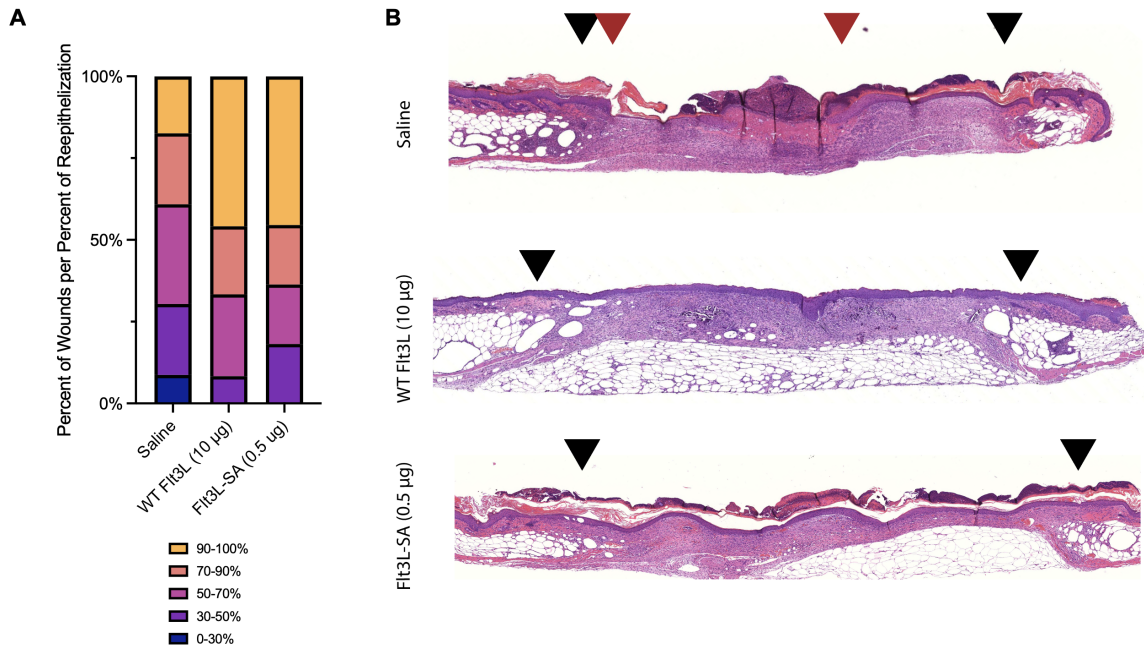 A
Percent of Wounds per Percent of Reepithelization
100%
50%
0%
Saline
WT Flt3L (10 µg)
Flt3L-SA (0.5 ug)
90-100%
70-90%
50-70%
30-50%
0-30%
B
Saline
WT Flt3L (10 µg)
Flt3L-SA (0.5 µg)